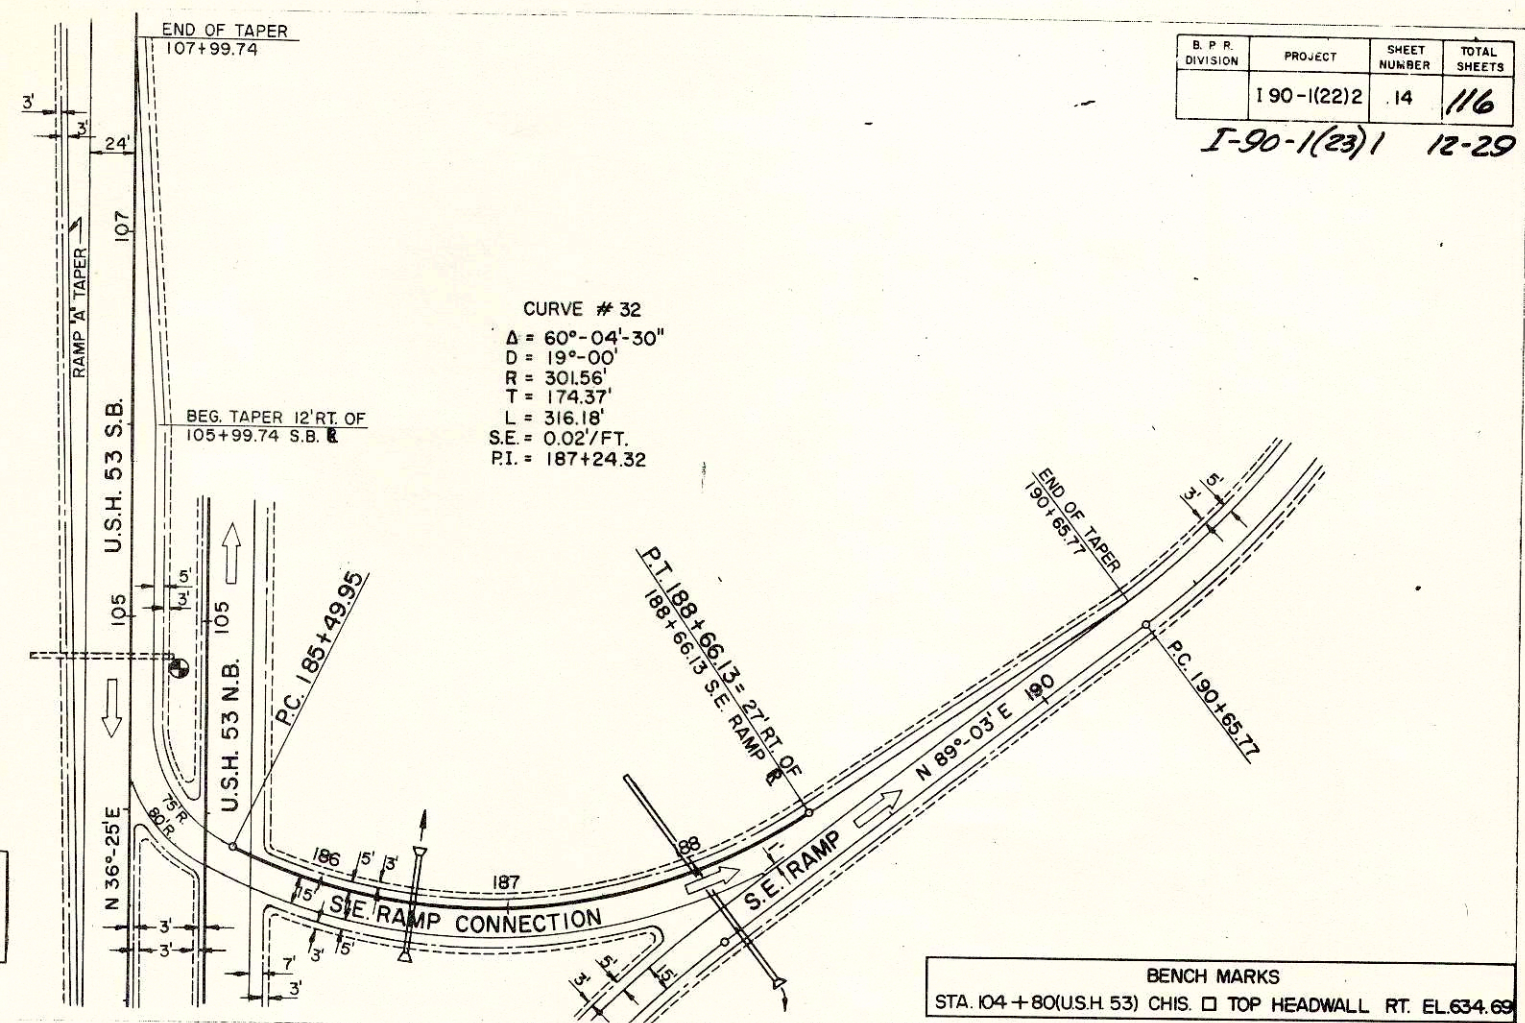 END OF TAPER
107+99.74
B. P. R. DIVISION
PROJECT
SHEET NUMBER
TOTAL SHEETS
I 90-1(22)2
14
116
I-90-1(23)1 12-29
3'
3'
24'
107
RAMP "A" TAPER
U.S.H. 53 S.B.
CURVE # 32
Δ = 60°-04'-30"
D = 19°-00'
R = 301.56'
T = 174.37'
L = 316.18'
S.E. = 0.02'/FT.
P.I. = 187+24.32
BEG. TAPER 12' RT. OF
105+99.74 S.B. ℞
END OF TAPER
190+65.77
3'
5'
5'
3'
105
105
U.S.H. 53 N.B.
P.C. 185+49.95
P.T. 188+66.13 = 27' RT. OF
188+66.13 S.E. RAMP ℞
P.C. 190+65.77
190
N 89°-03' E
75' R.
80' R.
N 36°-25' E
186
5'
3'
187
88
15'
S.E. RAMP CONNECTION
S.E. RAMP
3'
3'
3'
5'
7'
3'
5'
3'
15'
BENCH MARKS
STA. 104+80(U.S.H. 53) CHIS. □ TOP HEADWALL RT. EL. 634.69